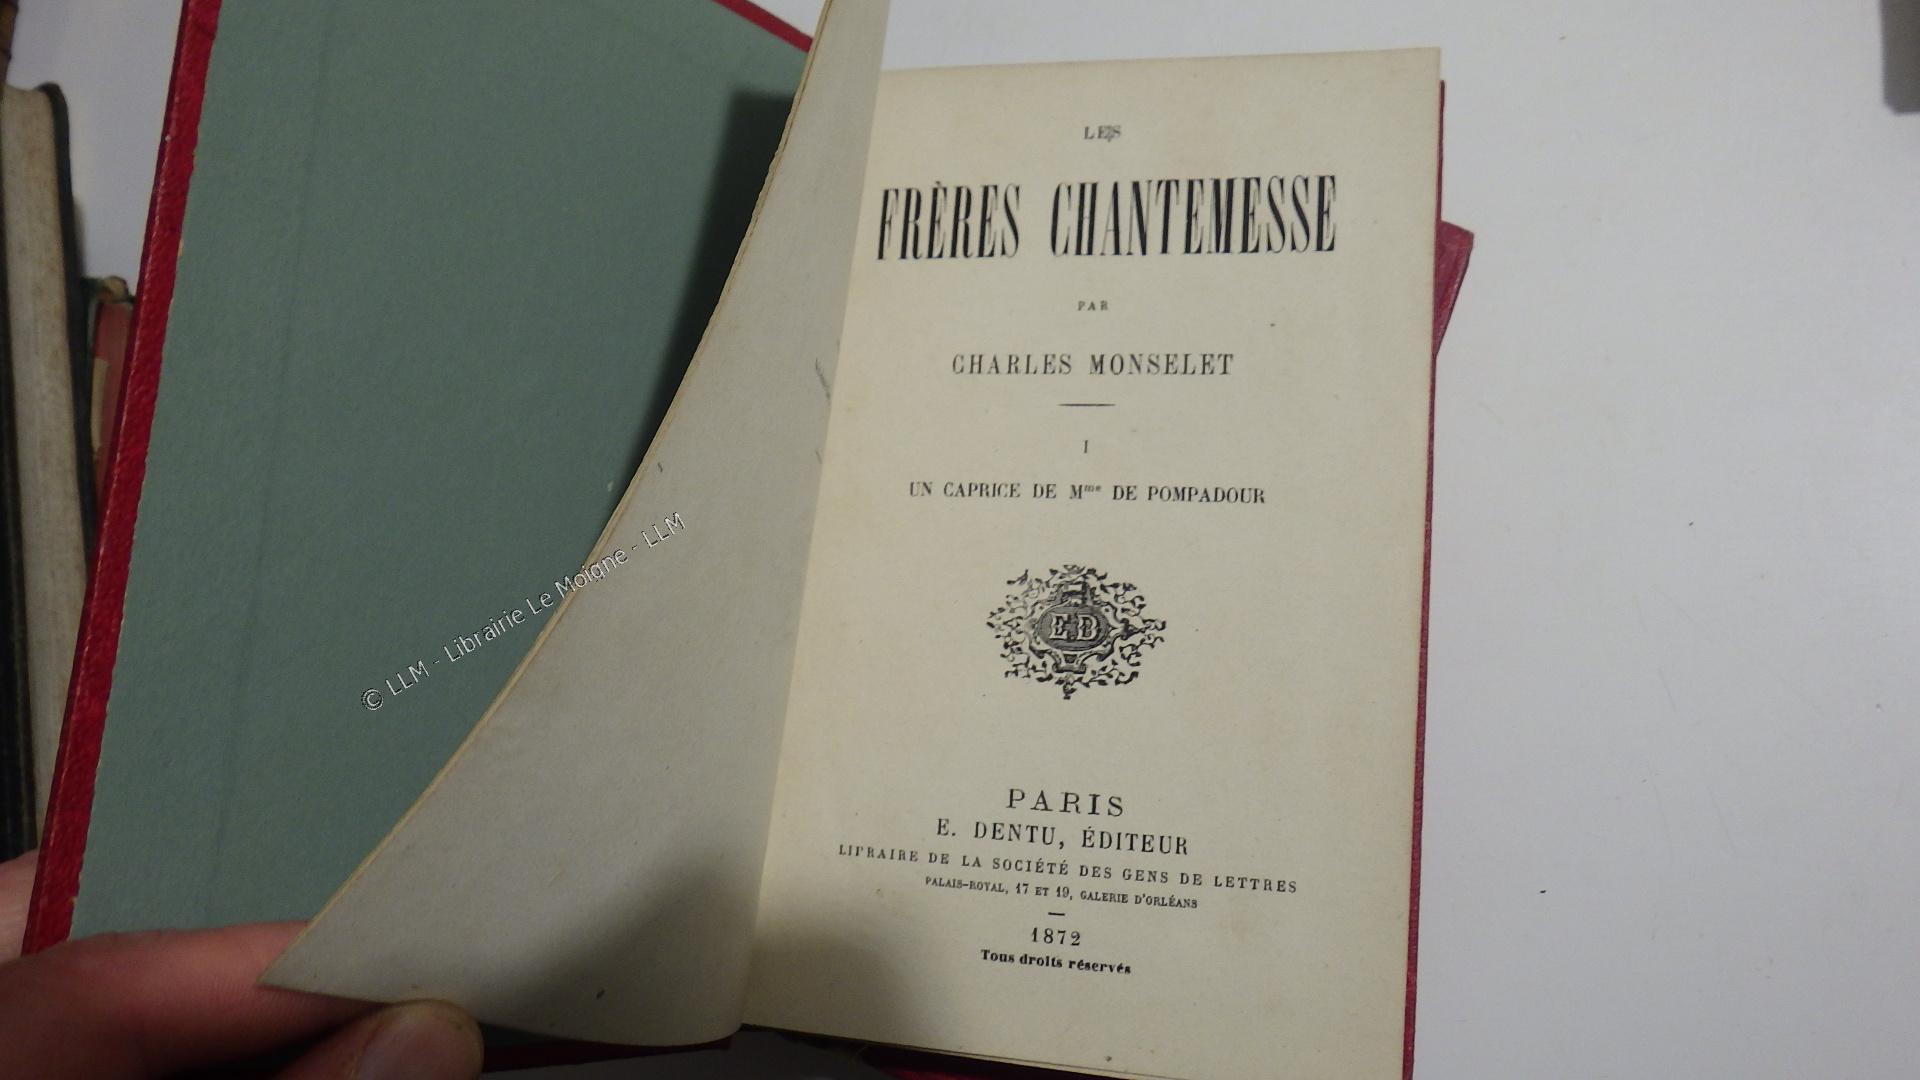 LES
FRÈRES CHANTEMESSE
PAR
CHARLES MONSELET
I
UN CAPRICE DE Mme DE POMPADOUR
ED
PARIS
E. DENTU, ÉDITEUR
LIBRAIRE DE LA SOCIÉTÉ DES GENS DE LETTRES
PALAIS-ROYAL, 17 ET 19, GALERIE D'ORLÉANS
1872
Tous droits réservés
© LLM - Librairie Le Moigne - LLM